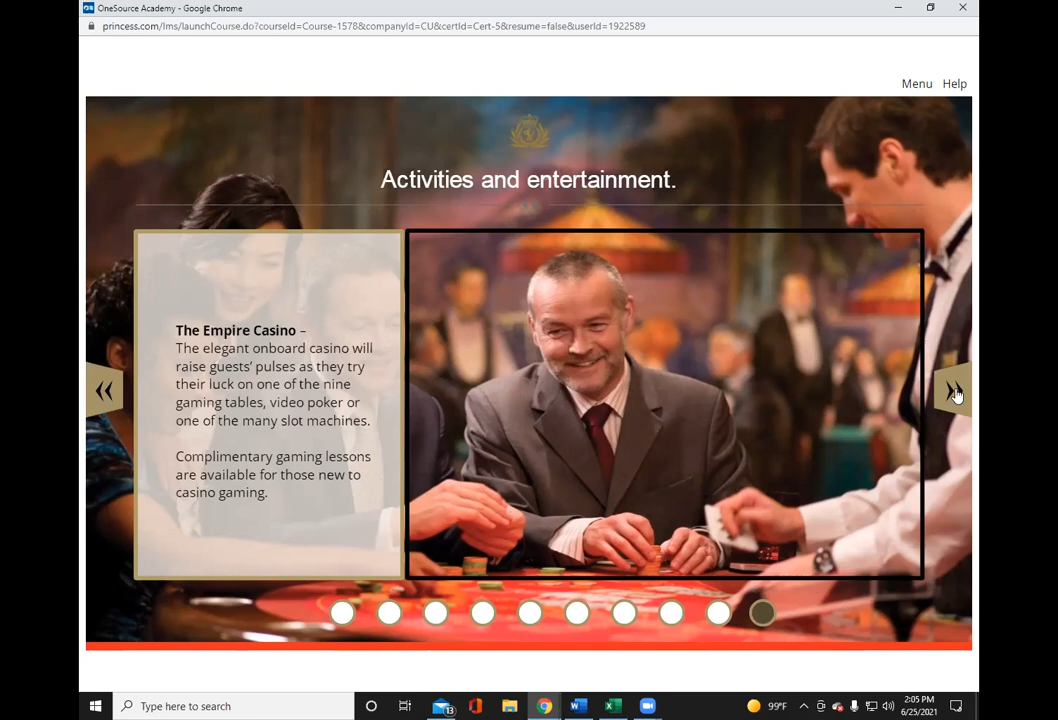 OneSource Academy - Google Chrome
princess.com/lms/launchCourse.do?courseId=Course-1578&companyId=CU&certId=Cert-5&resume=false&userId=1922589
Menu Help
Activities and entertainment.
The Empire Casino –
The elegant onboard casino will
raise guests’ pulses as they try
their luck on one of the nine
gaming tables, video poker or
one of the many slot machines.
Complimentary gaming lessons
are available for those new to
casino gaming.
Type here to search
13
99°F
2:05 PM
6/25/2021